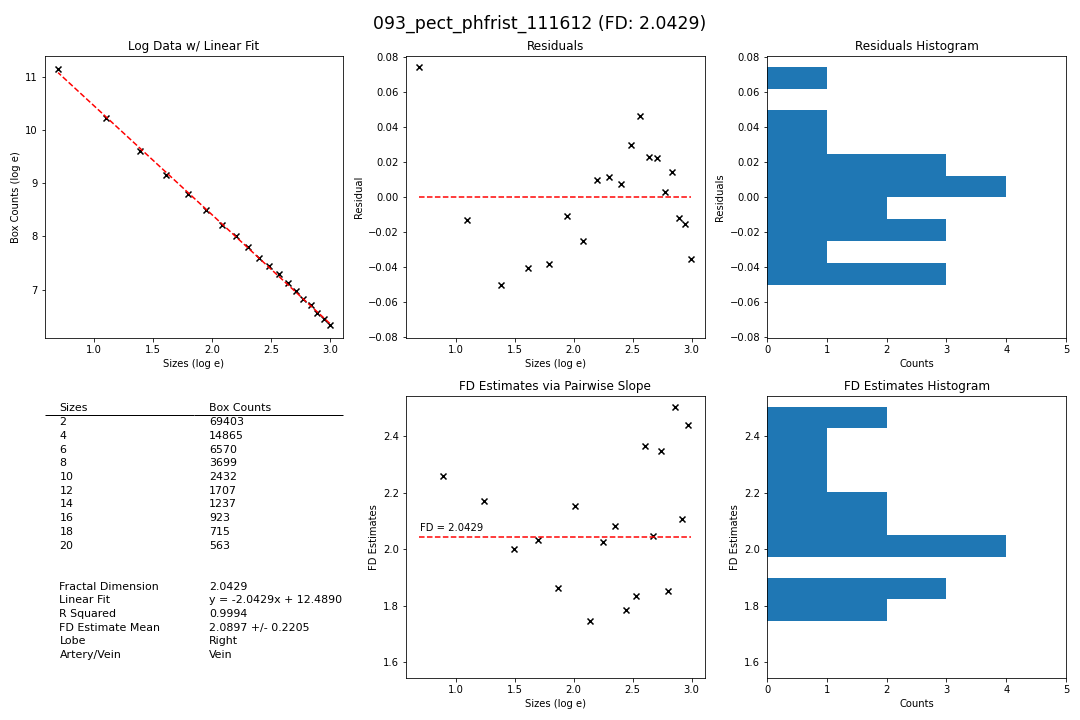 093_pect_phfrist_111612 (FD: 2.0429)
Log Data w/ Linear Fit
11
10
9
8
7
Box Counts (log e)
1.0 1.5 2.0 2.5 3.0
Sizes (log e)
Residuals
0.08
0.06
0.04
0.02
0.00
−0.02
−0.04
−0.06
−0.08
Residual
1.0 1.5 2.0 2.5 3.0
Sizes (log e)
Residuals Histogram
0.08
0.06
0.04
0.02
0.00
−0.02
−0.04
−0.06
−0.08
Residuals
0 1 2 3 4 5
Counts
Sizes Box Counts
2 69403
4 14865
6 6570
8 3699
10 2432
12 1707
14 1237
16 923
18 715
20 563
Fractal Dimension 2.0429
Linear Fit y = -2.0429x + 12.4890
R Squared 0.9994
FD Estimate Mean 2.0897 +/- 0.2205
Lobe Right
Artery/Vein Vein
FD Estimates via Pairwise Slope
2.4
2.2
2.0
1.8
1.6
FD Estimates
FD = 2.0429
1.0 1.5 2.0 2.5 3.0
Sizes (log e)
FD Estimates Histogram
2.4
2.2
2.0
1.8
1.6
FD Estimates
0 1 2 3 4 5
Counts